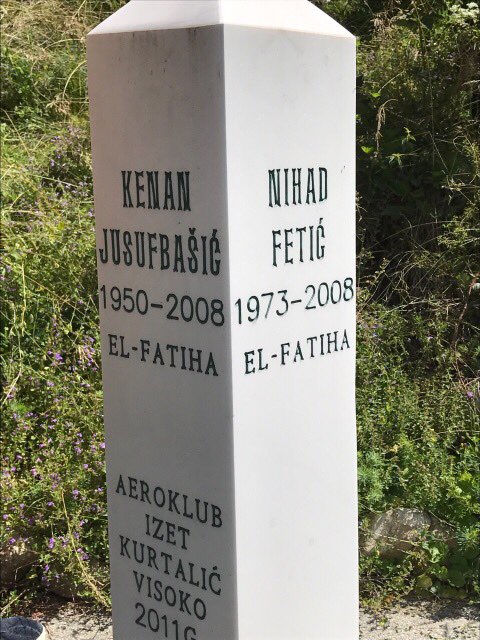 KENAN
JUSUFBAŠIĆ
1950-2008
EL-FATIHA
AEROKLUB
IZET
KURTALIĆ
VISOKO
2011G
NIHAD
FETIĆ
1973-2008
EL-FATIHA